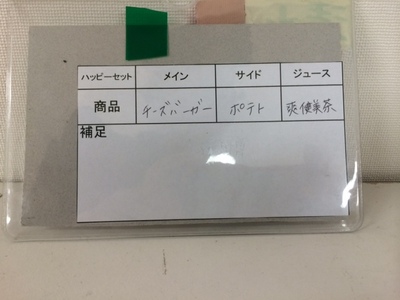 ハッピーセット メイン サイド ジュース
商品 チーズバーガー ポテト 爽健美茶
補足